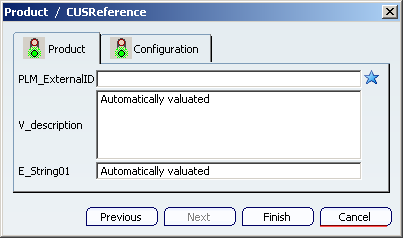 Product / CUSReference
Product Configuration
PLM_ExternalID
Automatically valuated
V_description
E_String01 Automatically valuated
Previous Next Finish Cancel